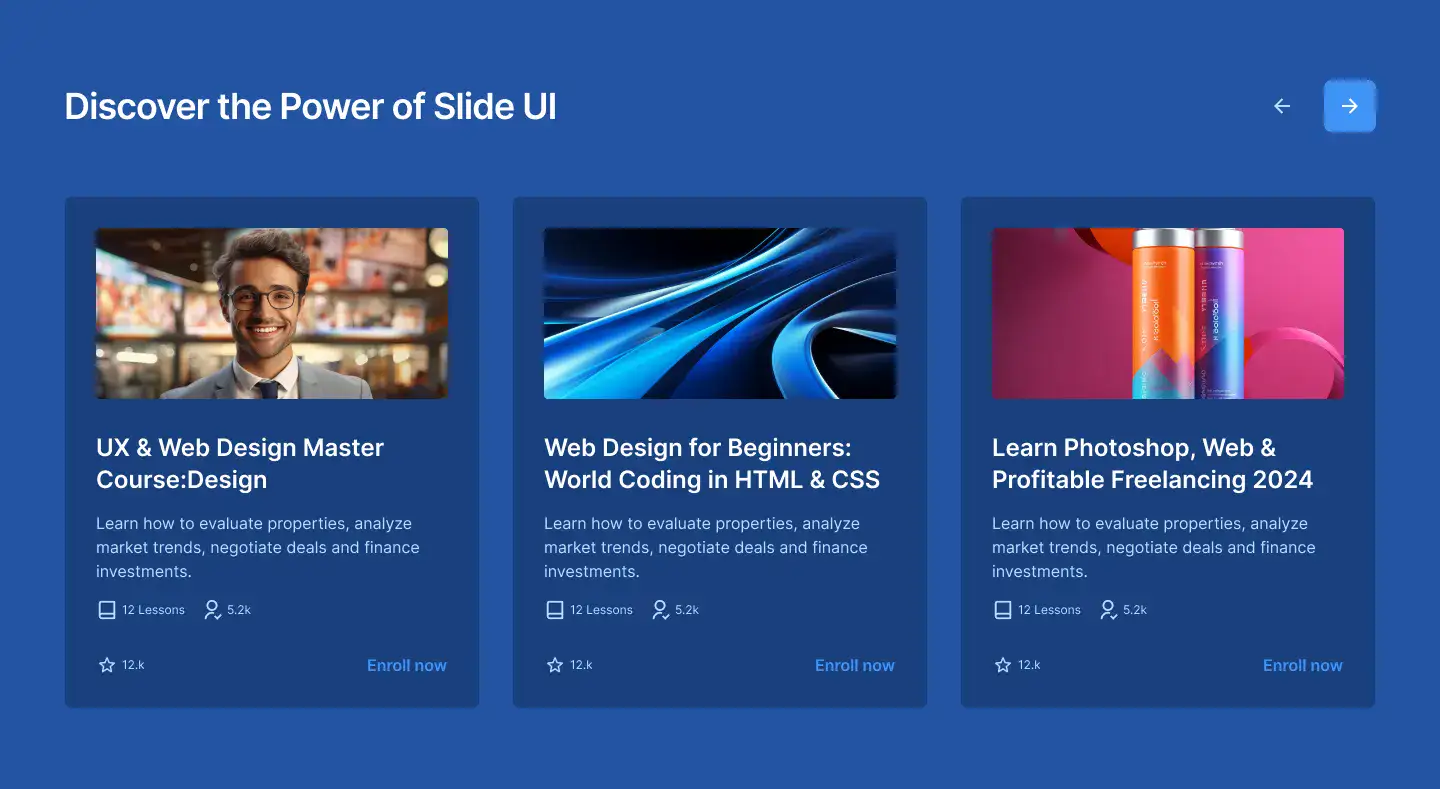 Discover the Power of Slide UI
UX & Web Design Master
Course:Design
Learn how to evaluate properties, analyze
market trends, negotiate deals and finance
investments.
12 Lessons 5.2k
12.k Enroll now
Web Design for Beginners:
World Coding in HTML & CSS
Learn how to evaluate properties, analyze
market trends, negotiate deals and finance
investments.
12 Lessons 5.2k
12.k Enroll now
Learn Photoshop, Web &
Profitable Freelancing 2024
Learn how to evaluate properties, analyze
market trends, negotiate deals and finance
investments.
12 Lessons 5.2k
12.k Enroll now